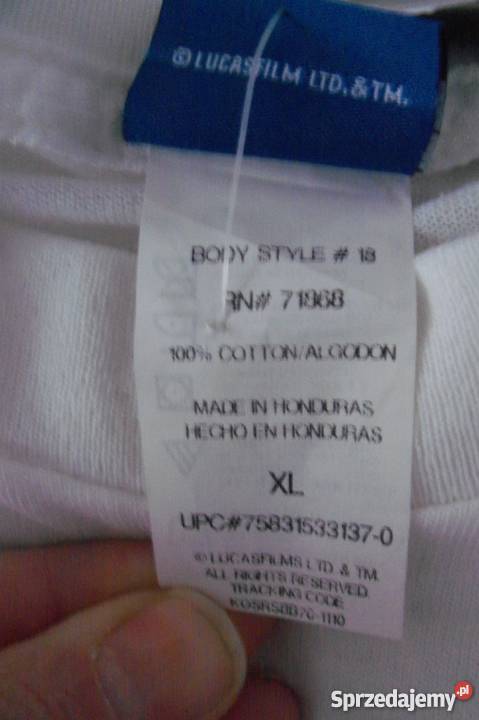 © LUCASFILM LTD. & TM.
BODY STYLE # 18
RN# 71968
100% COTTON/ALGODON
MADE IN HONDURAS
HECHO EN HONDURAS
XL
UPC#75831533137-0
© LUCASFILMS LTD. & TM.
ALL RIGHTS RESERVED.
TRACKING CODE
Sprzedajemy.pl